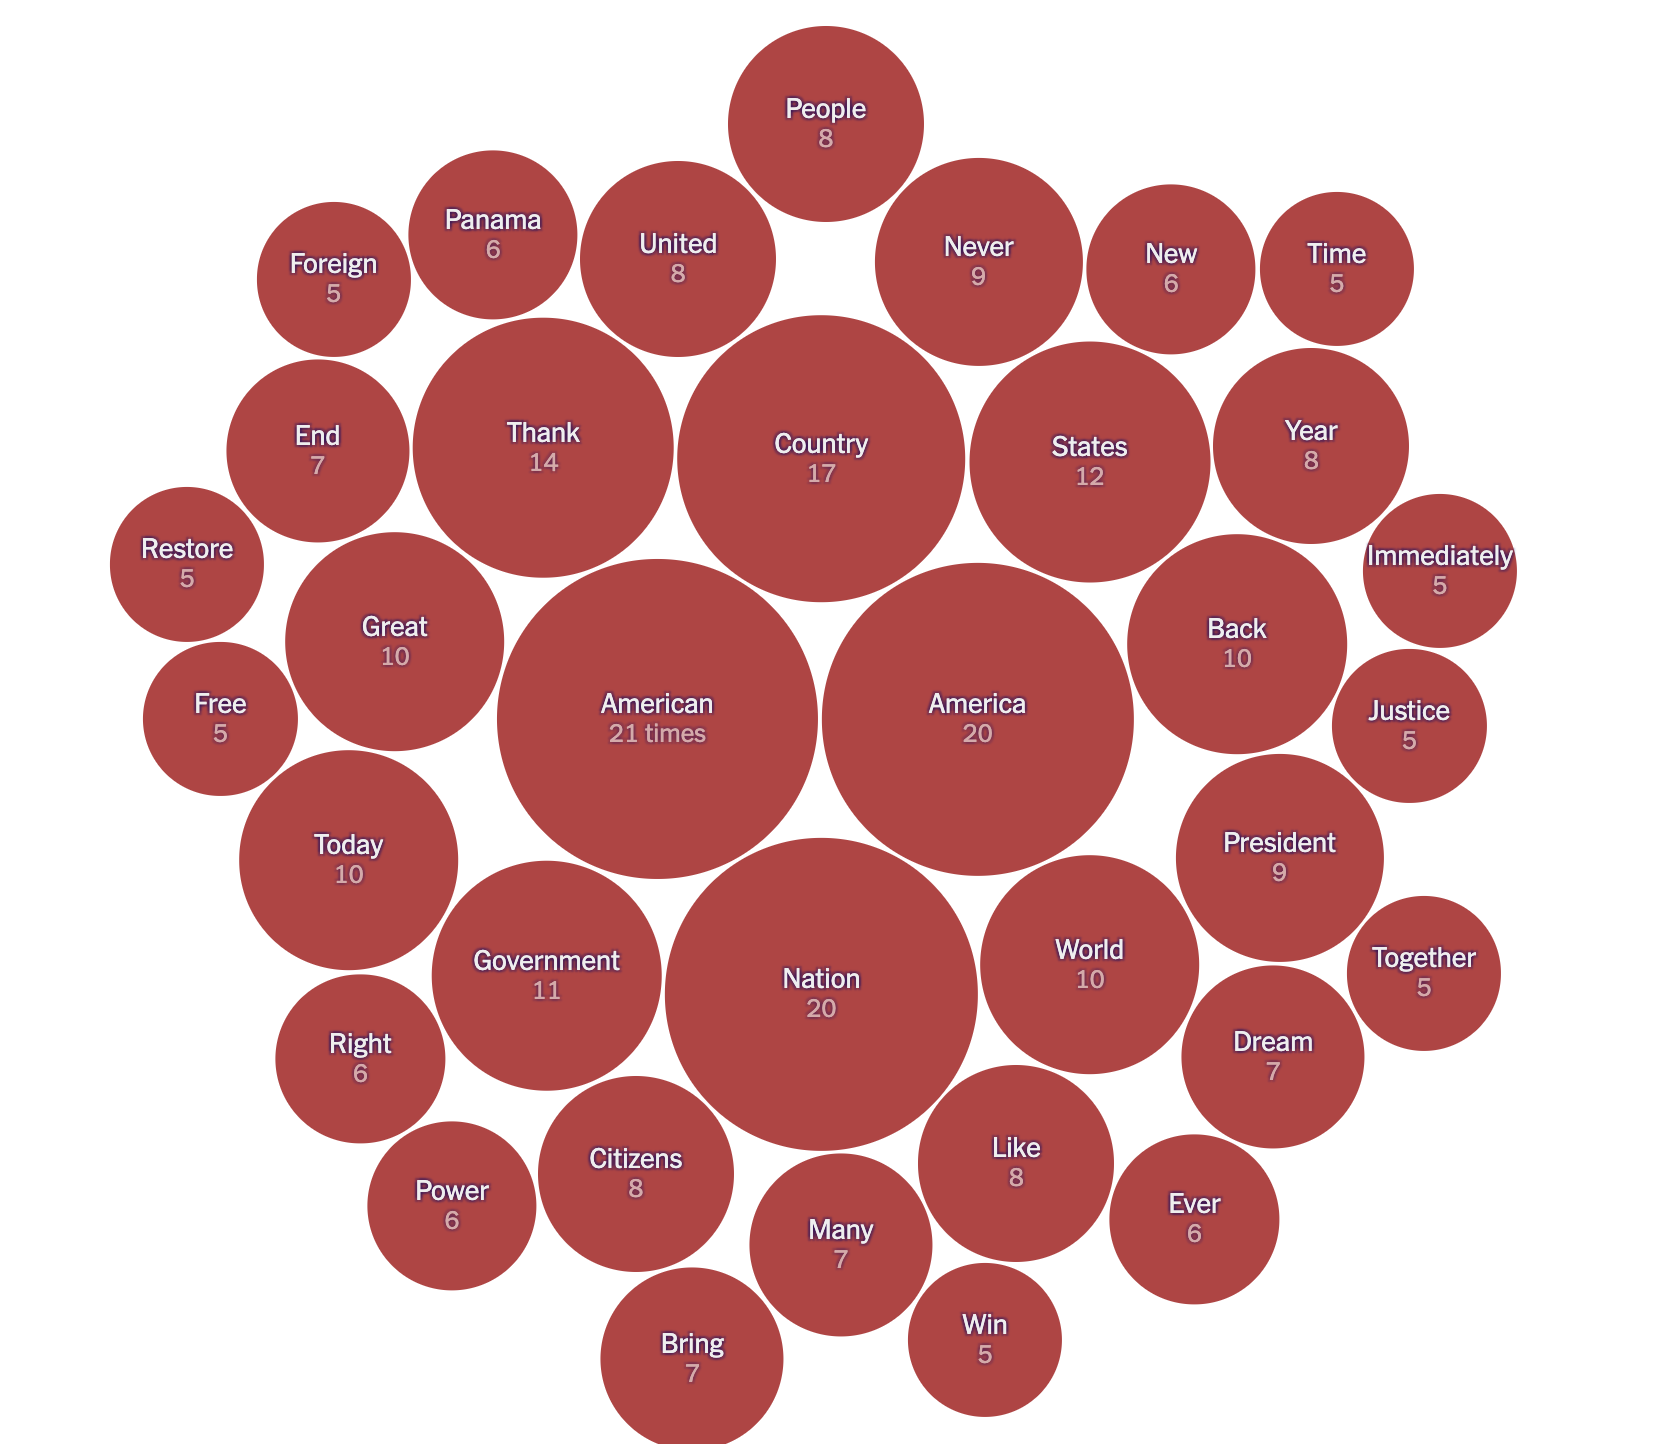 People
8
Panama
6
United
8
Never
9
New
6
Time
5
Foreign
5
End
7
Thank
14
Country
17
States
12
Year
8
Restore
5
Great
10
Back
10
Immediately
5
Free
5
American
21 times
America
20
Justice
5
Today
10
President
9
Government
11
Nation
20
World
10
Together
5
Right
6
Dream
7
Power
6
Citizens
8
Like
8
Ever
6
Many
7
Bring
7
Win
5